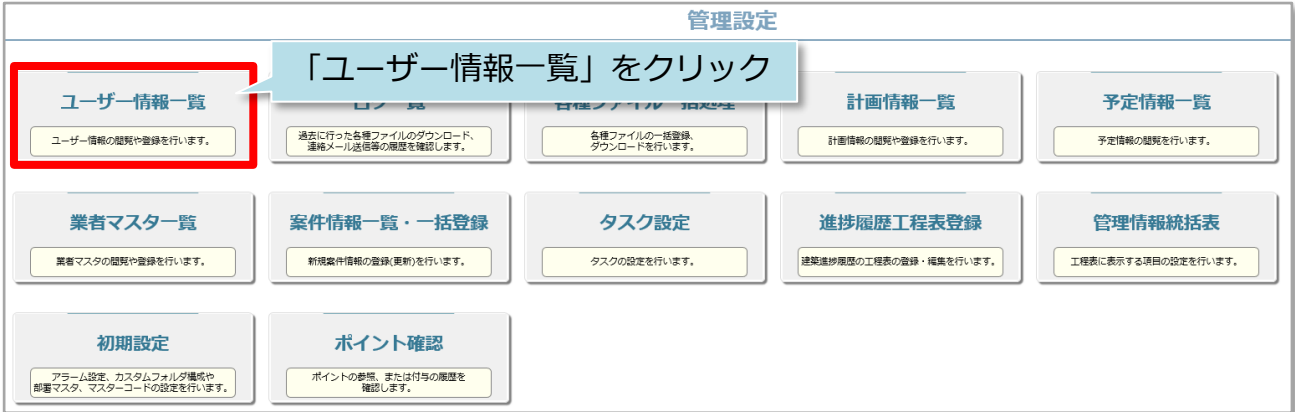 管理設定
「ユーザー情報一覧」をクリック
ユーザー情報一覧
ユーザー情報の閲覧や登録を行います。
過去に行った各種ファイルのダウンロード、
連絡メール送信等の履歴を確認します。
各種ファイル一括処理
各種ファイルの一括登録、
ダウンロードを行います。
計画情報一覧
計画情報の閲覧や登録を行います。
予定情報一覧
予定情報の閲覧を行います。
業者マスター覧
業者マスタの閲覧や登録を行います。
案件情報一覧・一括登録
新規案件情報の登録(更新)を行います。
タスク設定
タスクの設定を行います。
進捗履歴工程表登録
建築進捗履歴の工程表の登録・編集を行います。
管理情報統括表
工程表に表示する項目の設定を行います。
初期設定
アラーム設定、カスタムフォルダ構成や
部署マスタ、マスターコードの設定を行います。
ポイント確認
ポイントの参照、または付与の履歴を
確認します。